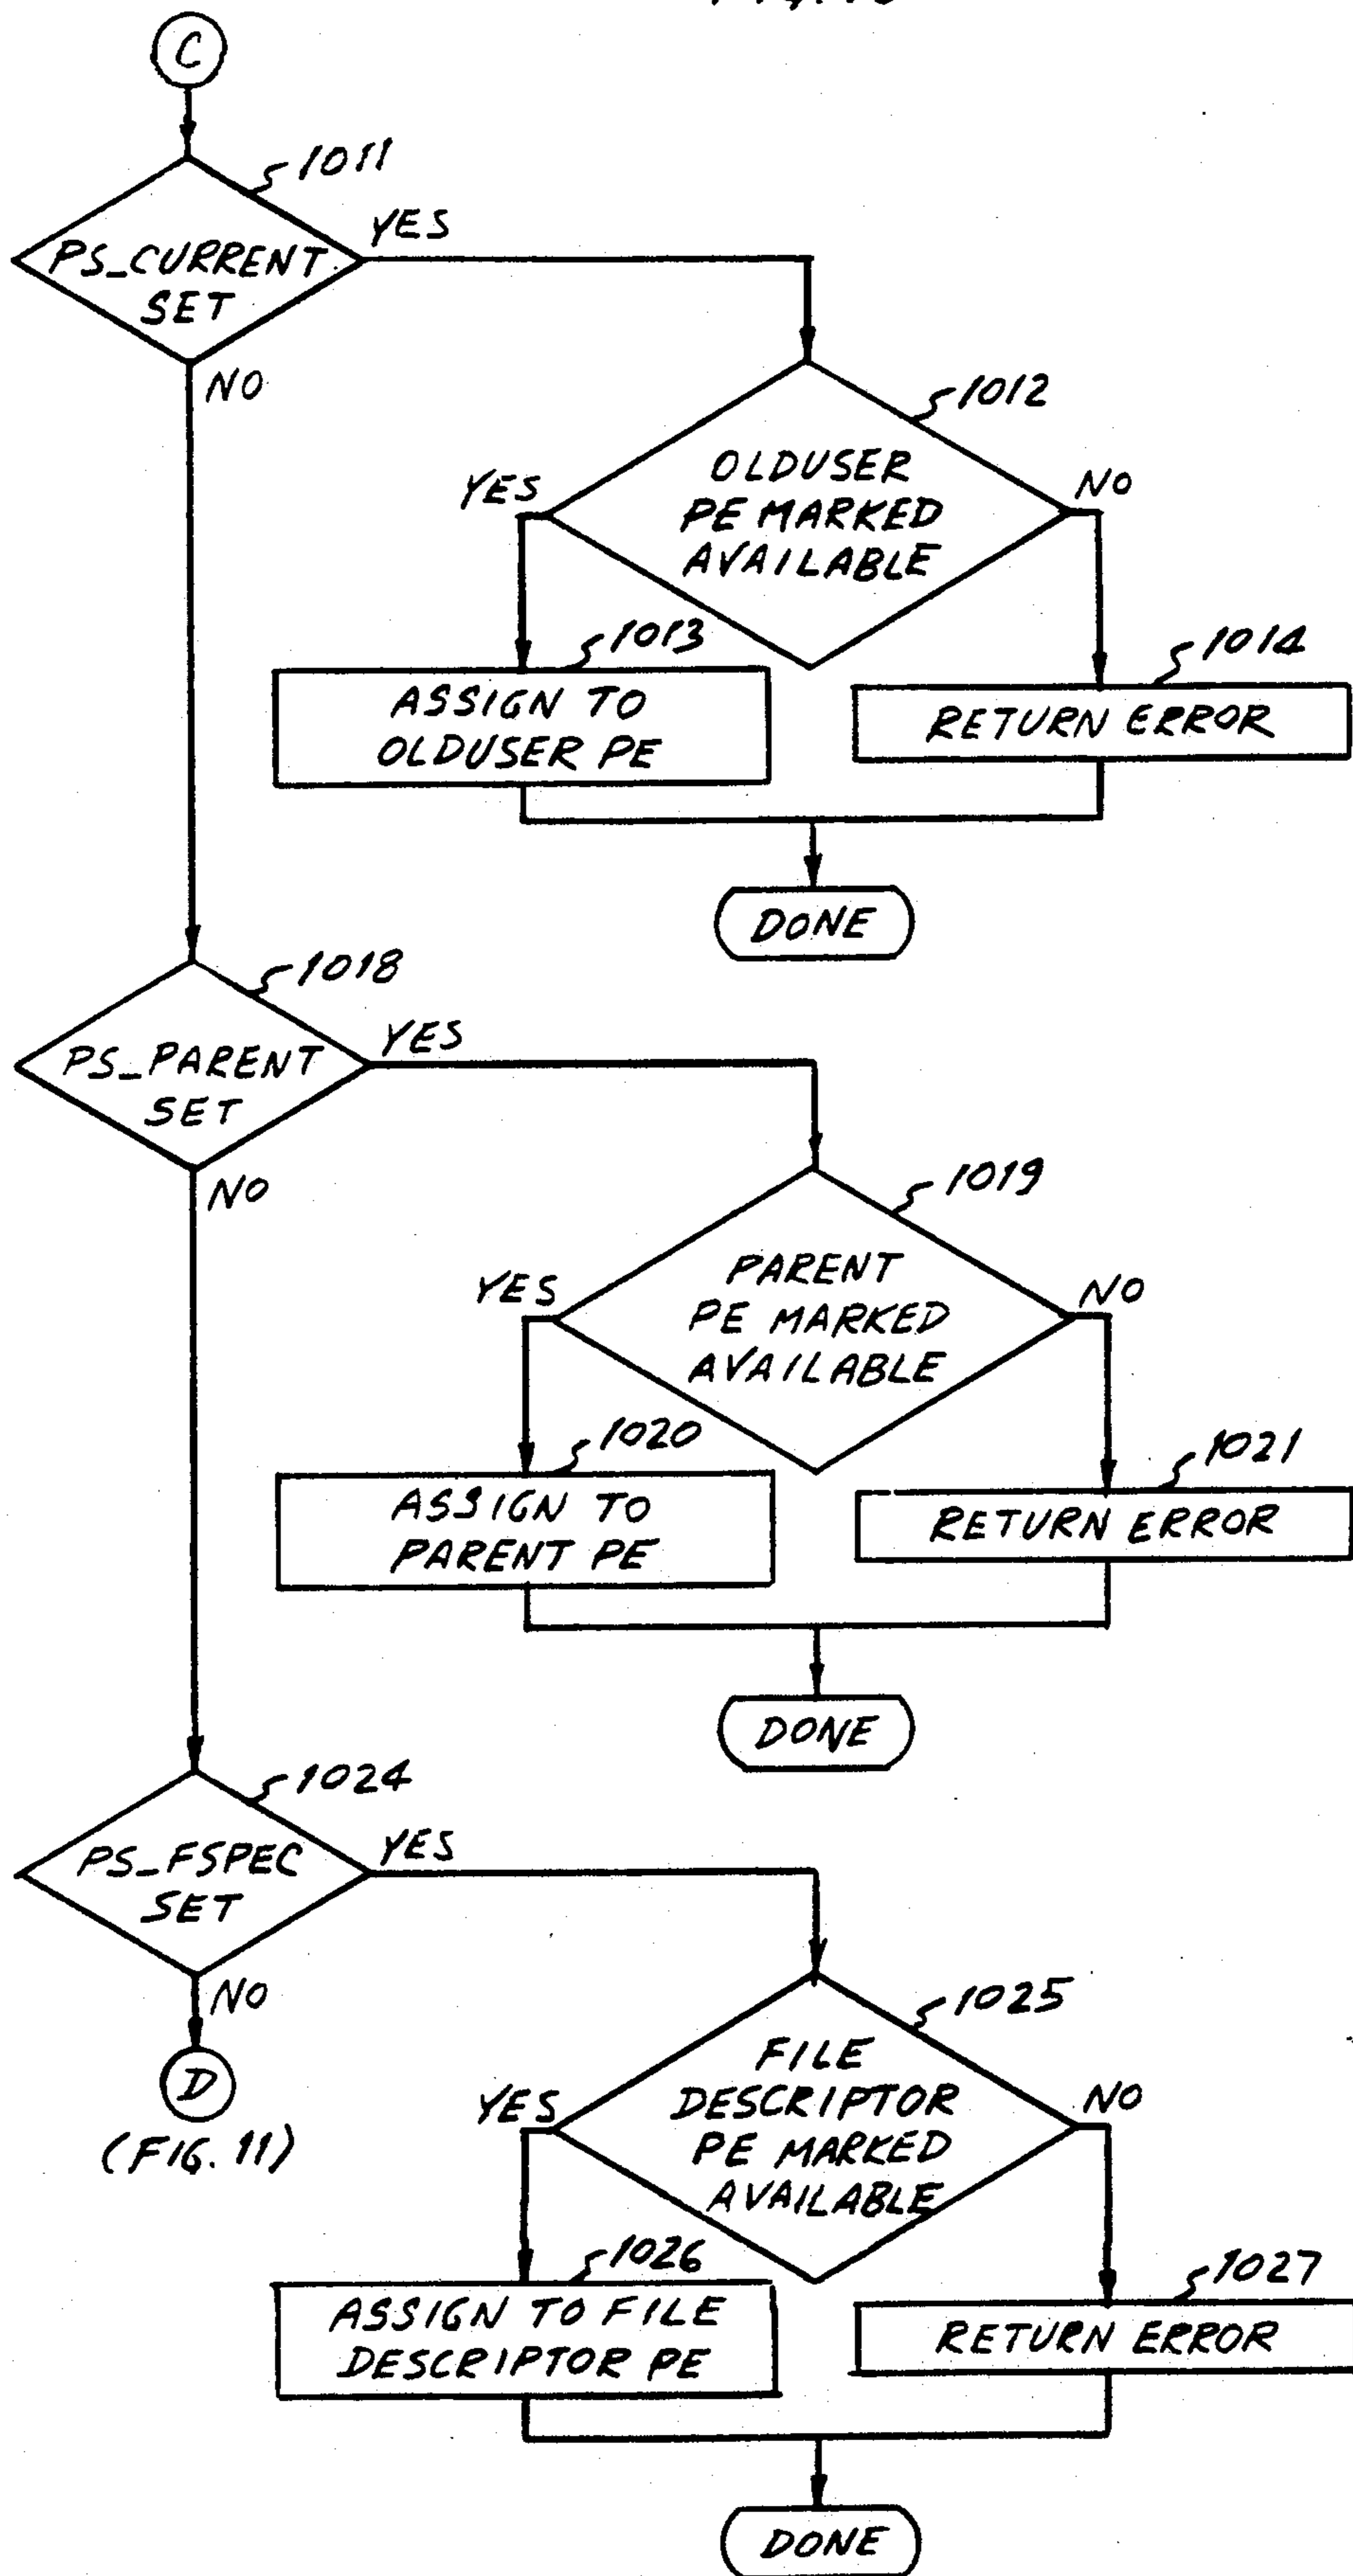 C
1011
PS_CURRENT
SET
YES
NO
1012
OLDUSER
PE MARKED
AVAILABLE
YES
NO
1013
ASSIGN TO
OLDUSER PE
1014
RETURN ERROR
DONE
1018
PS_PARENT
SET
YES
NO
1019
PARENT
PE MARKED
AVAILABLE
YES
NO
1020
ASSIGN TO
PARENT PE
1021
RETURN ERROR
DONE
1024
PS_FSPEC
SET
YES
NO
D
(FIG. 11)
1025
FILE
DESCRIPTOR
PE MARKED
AVAILABLE
YES
NO
1026
ASSIGN TO FILE
DESCRIPTOR PE
1027
RETURN ERROR
DONE